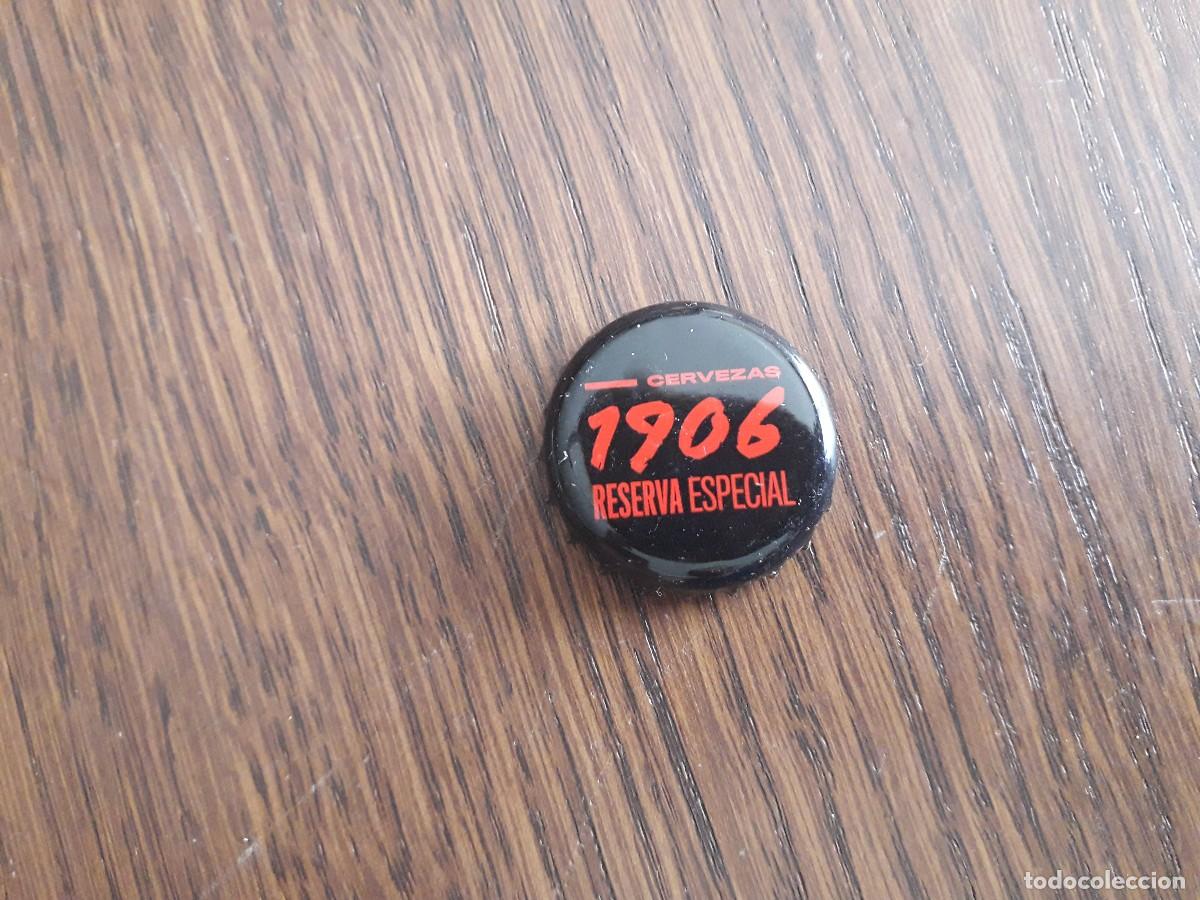 CERVEZAS
1906
RESERVA ESPECIAL
todocoleccion